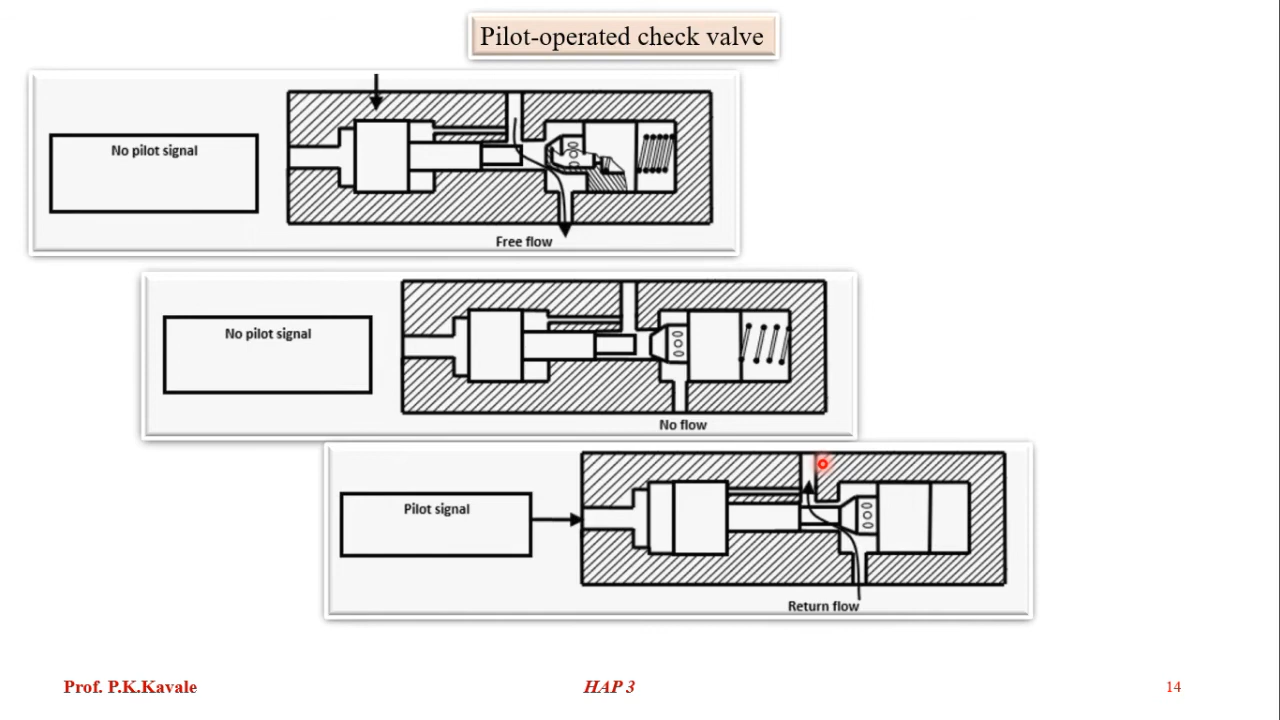 Pilot-operated check valve
No pilot signal
Free flow
No pilot signal
No flow
Pilot signal
Return flow
Prof. P.K.Kavale
HAP 3
14